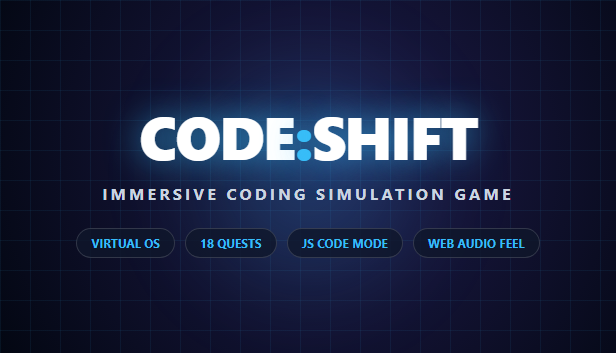 CODE:SHIFT
IMMERSIVE CODING SIMULATION GAME
VIRTUAL OS 18 QUESTS JS CODE MODE WEB AUDIO FEEL